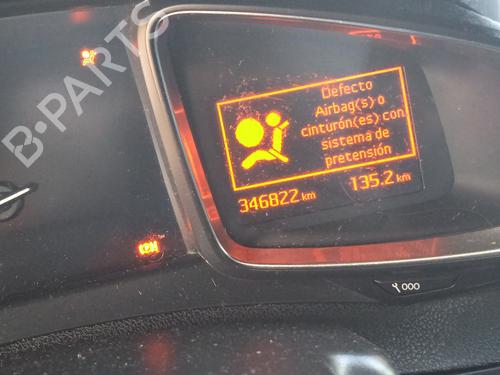 Defecto
Airbag(s) o
cinturón(es) con
sistema de
pretensión
346822 km
135.2 km
000
B-PARTS